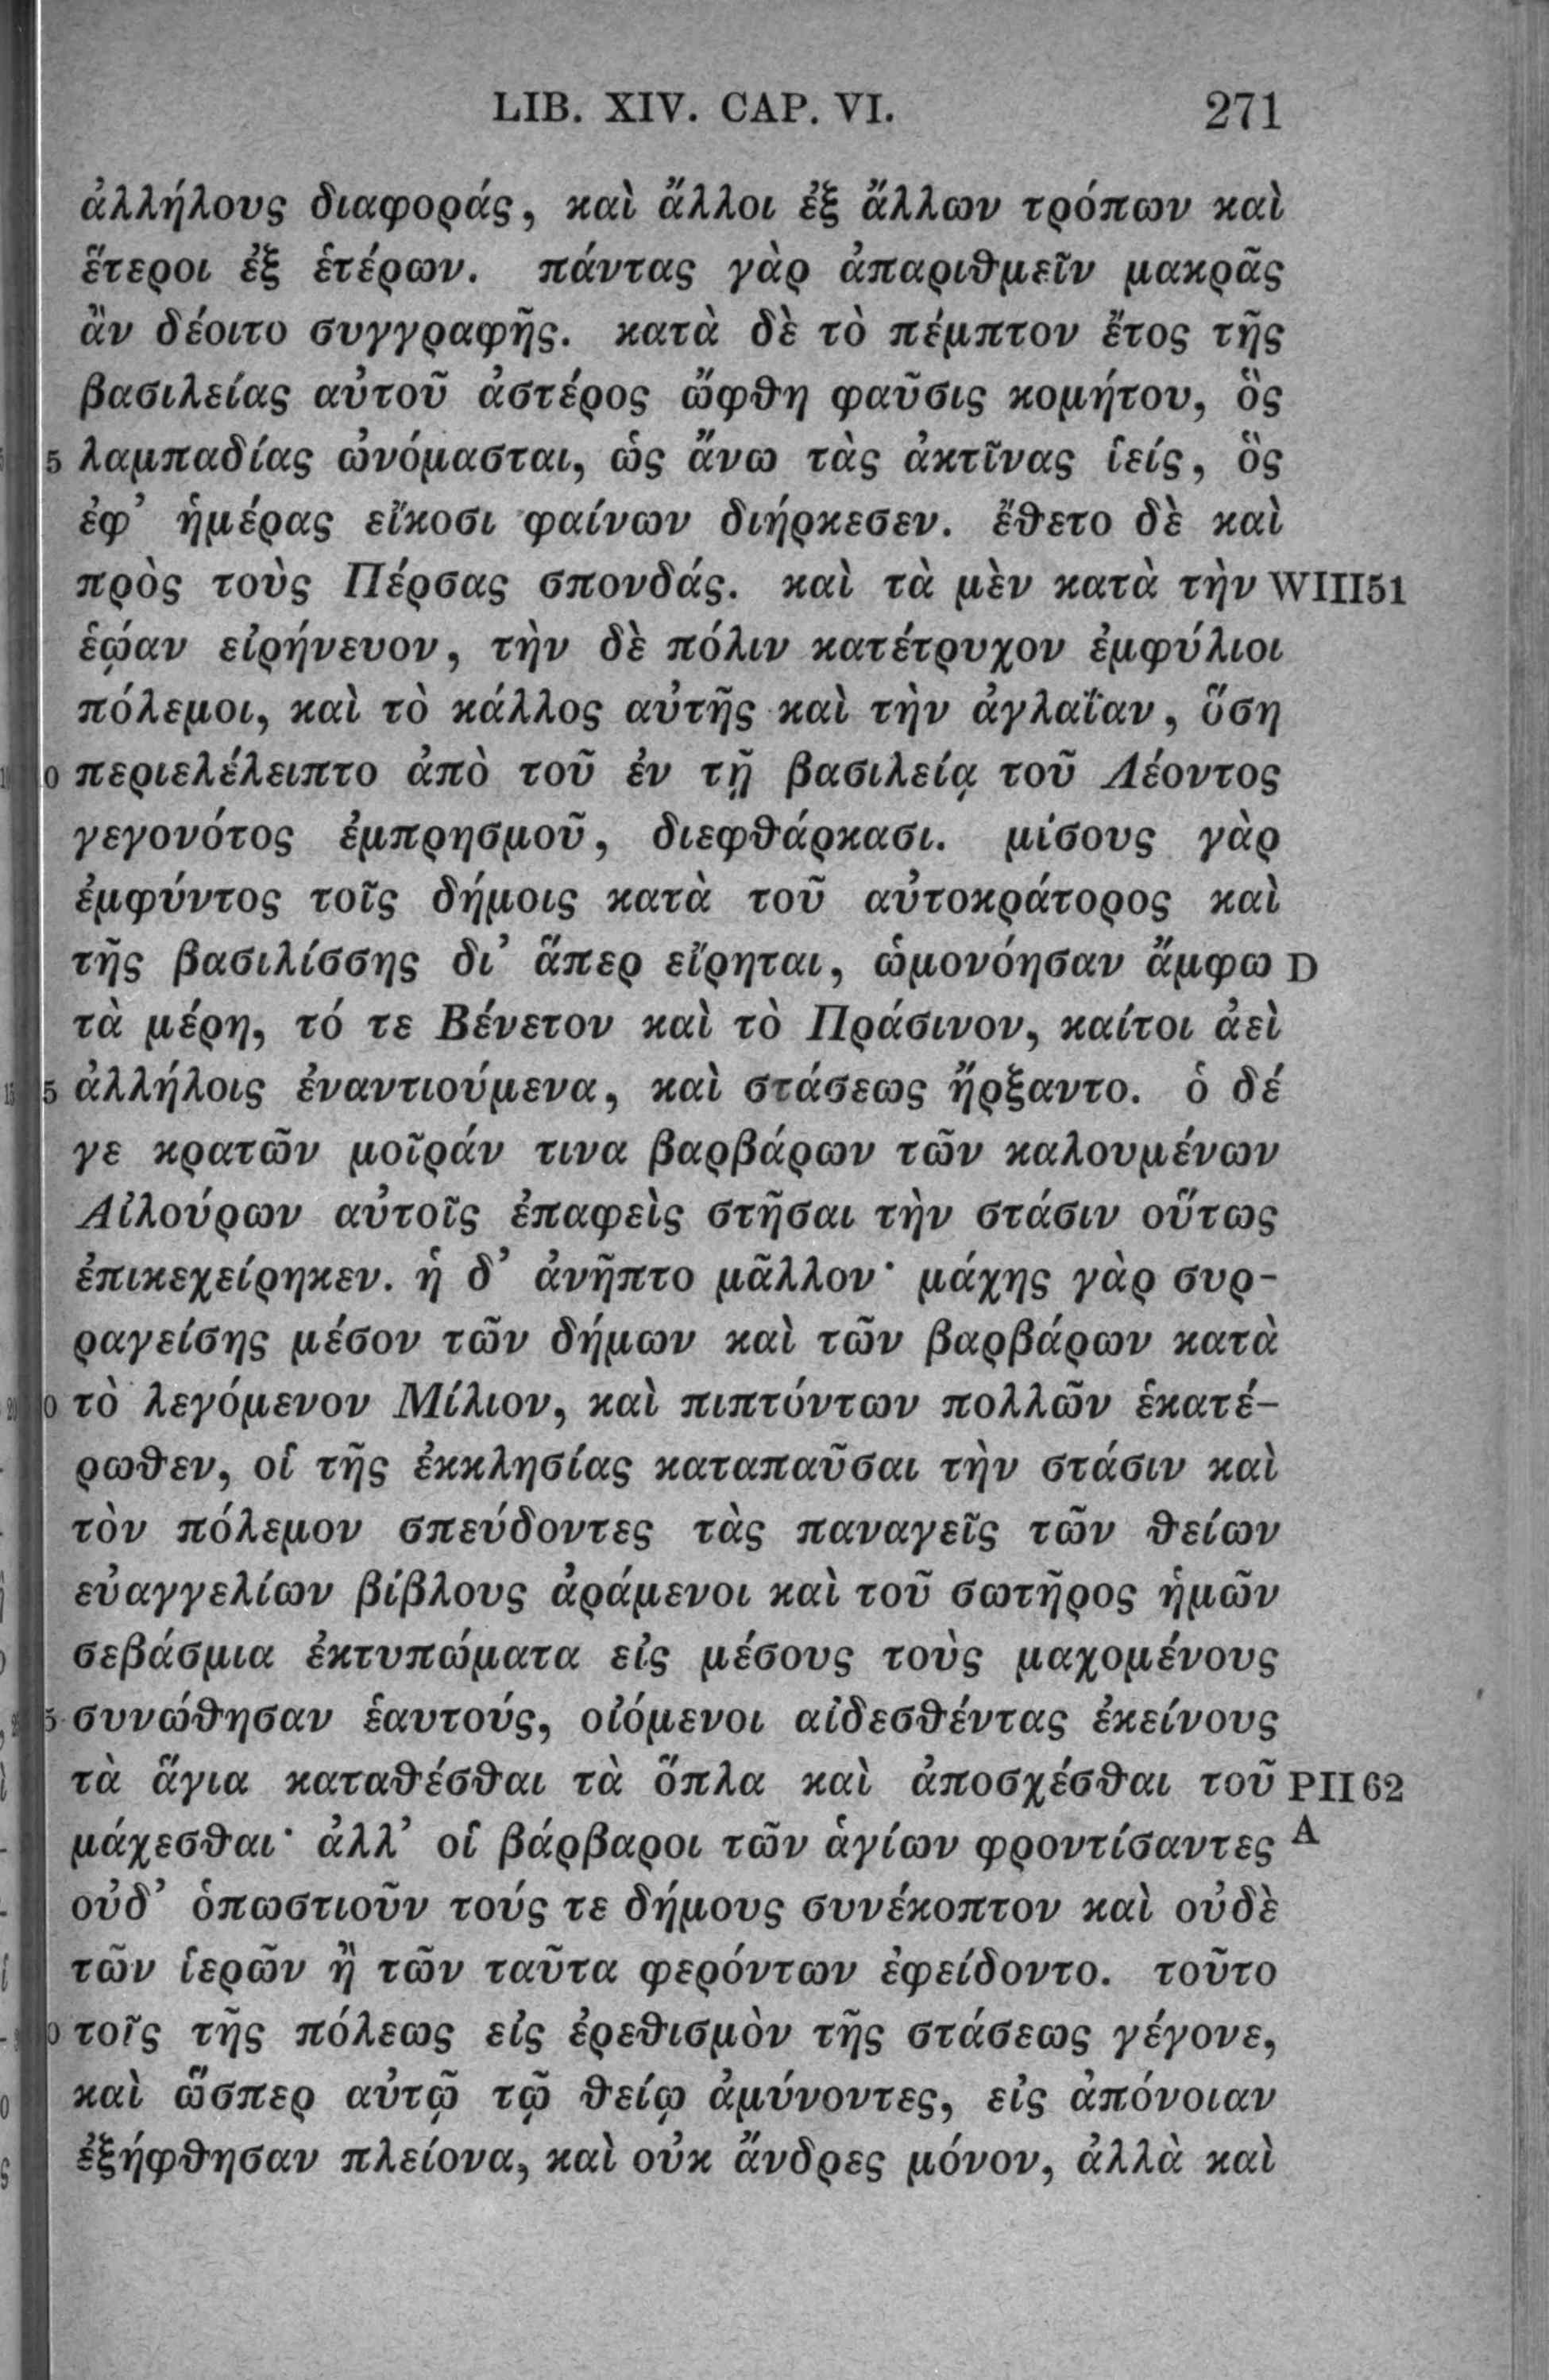 LIB. XIV. CAP. VI. 271
ἀλλήλους διαφοράς, καὶ ἄλλοι ἐξ ἄλλων τρόπων καὶ
ἕτεροι ἐξ ἑτέρων. πάντας γὰρ ἀπαριθμεῖν μακρᾶς
ἂν δέοιτο συγγραφῆς. κατὰ δὲ τὸ πέμπτον ἔτος τῆς
βασιλείας αὐτοῦ ἀστέρος ὤφθη φαῦσις κομήτου, ὃς
5 λαμπαδίας ὠνόμασται, ὡς ἄνω τὰς ἀκτῖνας ἱείς, ὃς
ἐφ' ἡμέρας εἴκοσι φαίνων διήρκεσεν. ἔθετο δὲ καὶ
πρὸς τοὺς Πέρσας σπονδάς. καὶ τὰ μὲν κατὰ τὴν WIII51
ἑῴαν εἰρήνευον, τὴν δὲ πόλιν κατέτρυχον ἐμφύλιοι
πόλεμοι, καὶ τὸ κάλλος αὐτῆς καὶ τὴν ἀγλαΐαν, ὅση
0 περιελέλειπτο ἀπὸ τοῦ ἐν τῇ βασιλείᾳ τοῦ Λέοντος
γεγονότος ἐμπρησμοῦ, διεφθάρκασι. μίσους γὰρ
ἐμφύντος τοῖς δήμοις κατὰ τοῦ αὐτοκράτορος καὶ
τῆς βασιλίσσης δι' ἅπερ εἴρηται, ὡμονόησαν ἄμφω D
τὰ μέρη, τό τε Βένετον καὶ τὸ Πράσινον, καίτοι ἀεὶ
5 ἀλλήλοις ἐναντιούμενα, καὶ στάσεως ἤρξαντο. ὁ δέ
γε κρατῶν μοῖράν τινα βαρβάρων τῶν καλουμένων
Αἰλούρων αὐτοῖς ἐπαφεὶς στῆσαι τὴν στάσιν οὕτως
ἐπικεχείρηκεν. ἡ δ' ἀνῆπτο μᾶλλον· μάχης γὰρ συρ-
ραγείσης μέσον τῶν δήμων καὶ τῶν βαρβάρων κατὰ
0 τὸ λεγόμενον Μίλιον, καὶ πιπτόντων πολλῶν ἑκατέ-
ρωθεν, οἱ τῆς ἐκκλησίας καταπαῦσαι τὴν στάσιν καὶ
τὸν πόλεμον σπεύδοντες τὰς παναγεῖς τῶν θείων
εὐαγγελίων βίβλους ἀράμενοι καὶ τοῦ σωτῆρος ἡμῶν
σεβάσμια ἐκτυπώματα εἰς μέσους τοὺς μαχομένους
5 συνώθησαν ἑαυτούς, οἰόμενοι αἰδεσθέντας ἐκείνους
τὰ ἅγια καταθέσθαι τὰ ὅπλα καὶ ἀποσχέσθαι τοῦ PII62
μάχεσθαι· ἀλλ' οἱ βάρβαροι τῶν ἁγίων φροντίσαντες A
οὐδ' ὁπωστιοῦν τούς τε δήμους συνέκοπτον καὶ οὐδὲ
τῶν ἱερῶν ἢ τῶν ταῦτα φερόντων ἐφείδοντο. τοῦτο
0 τοῖς τῆς πόλεως εἰς ἐρεθισμὸν τῆς στάσεως γέγονε,
καὶ ὥσπερ αὐτῷ τῷ θείῳ ἀμύνοντες, εἰς ἀπόνοιαν
ἐξήφθησαν πλείονα, καὶ οὐκ ἄνδρες μόνον, ἀλλὰ καὶ